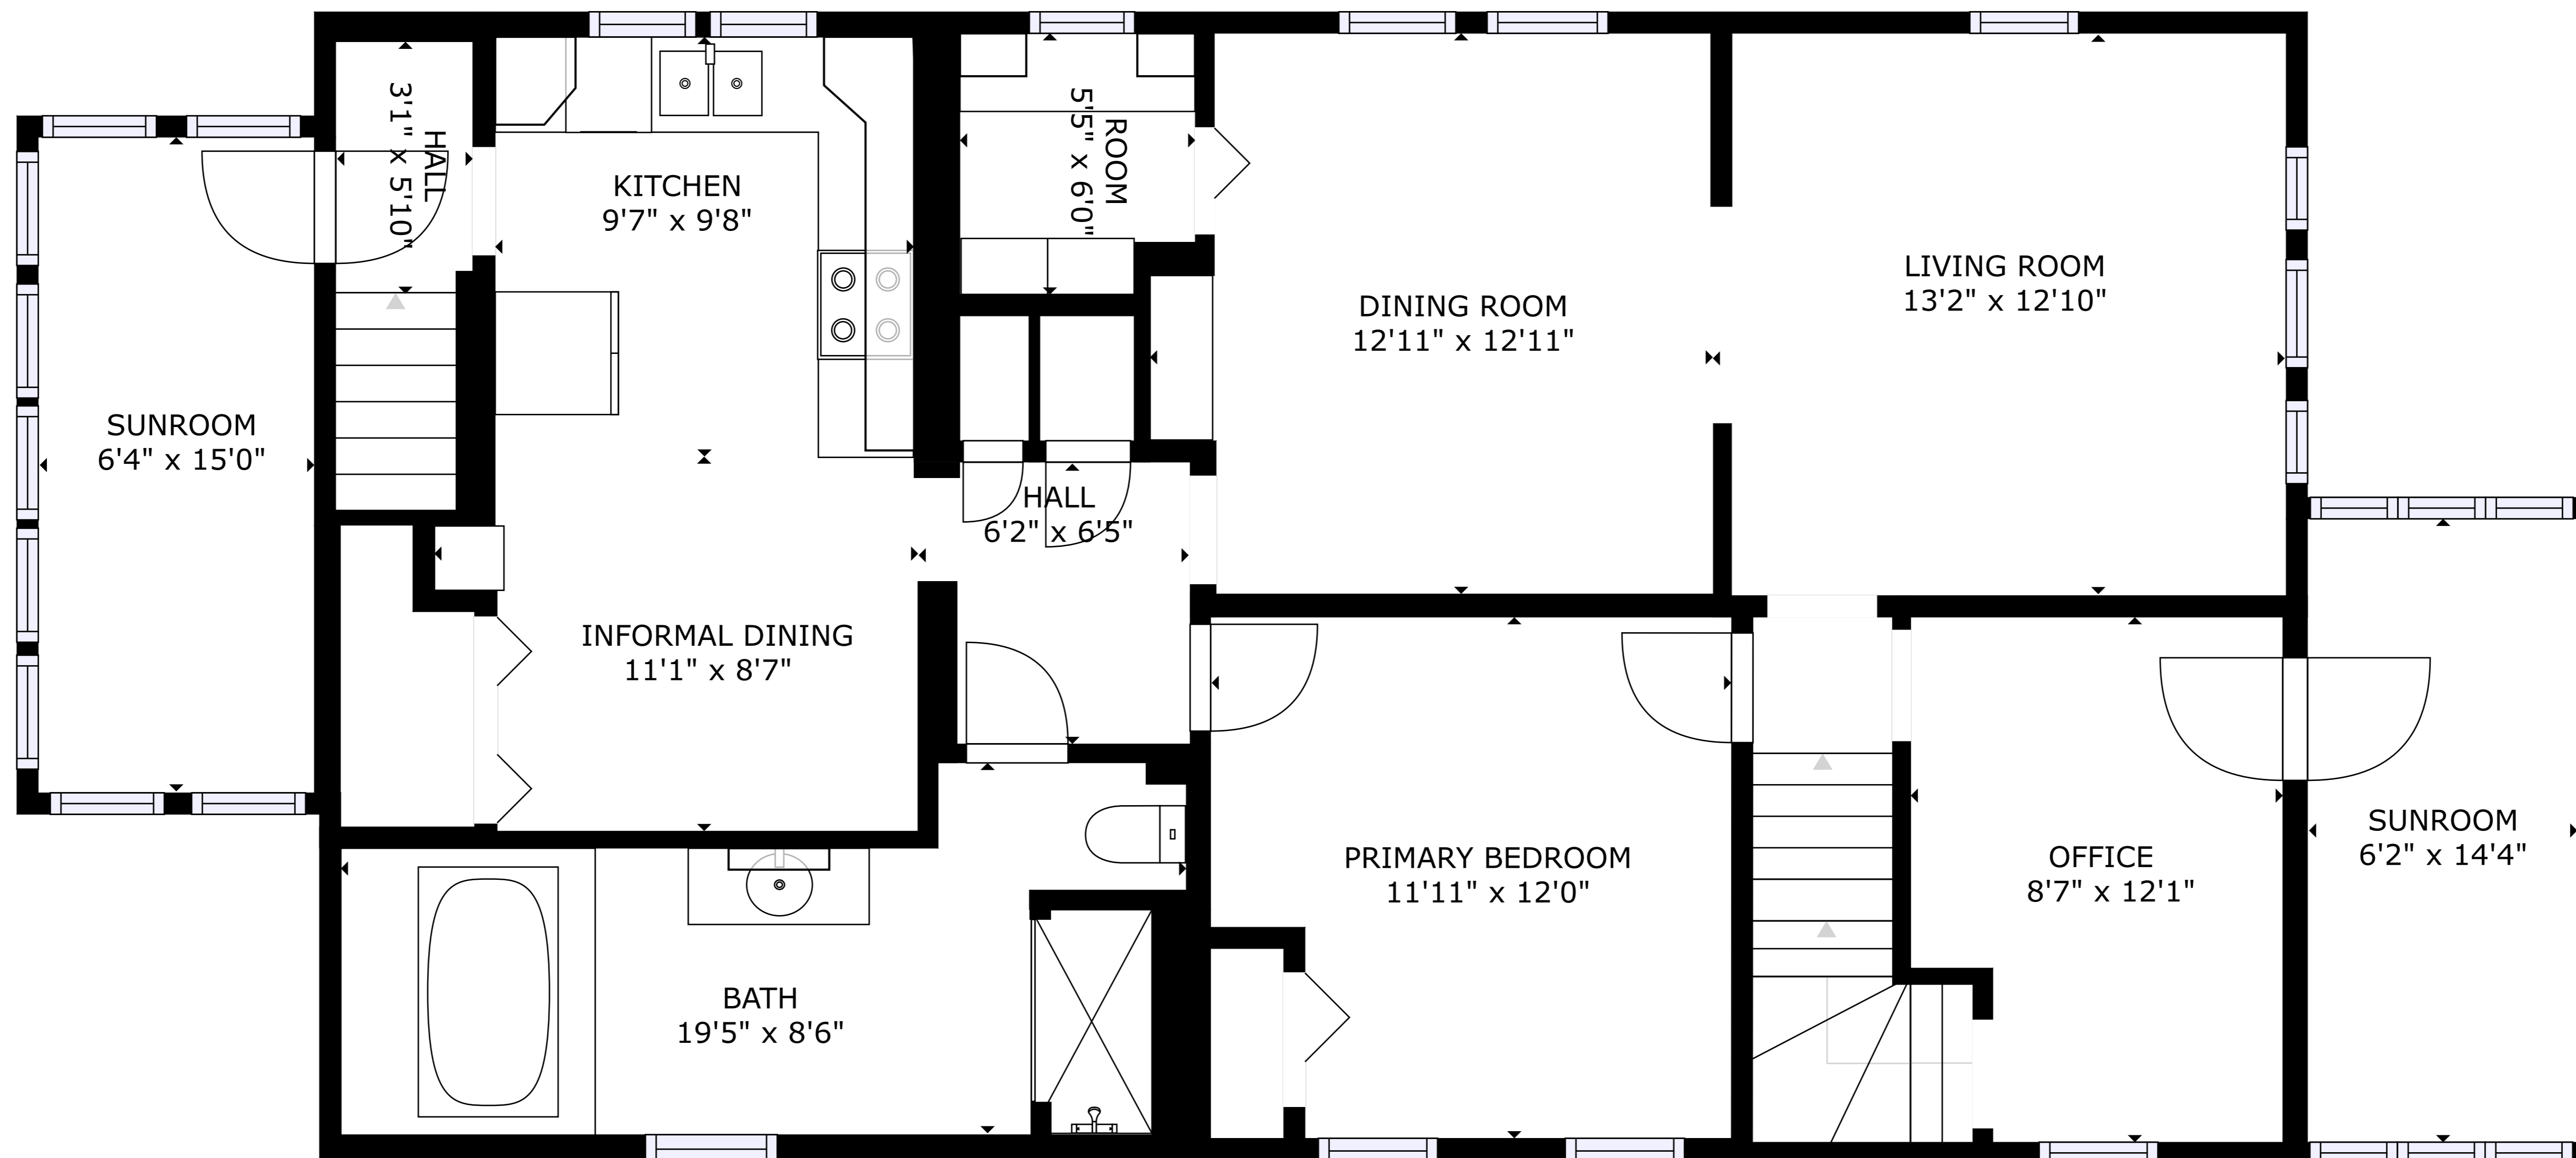 HALL
3'1" x 5'10"
KITCHEN
9'7" x 9'8"
ROOM
5'5" x 6'0"
DINING ROOM
12'11" x 12'11"
LIVING ROOM
13'2" x 12'10"
SUNROOM
6'4" x 15'0"
HALL
6'2" x 6'5"
INFORMAL DINING
11'1" x 8'7"
PRIMARY BEDROOM
11'11" x 12'0"
OFFICE
8'7" x 12'1"
SUNROOM
6'2" x 14'4"
BATH
19'5" x 8'6"